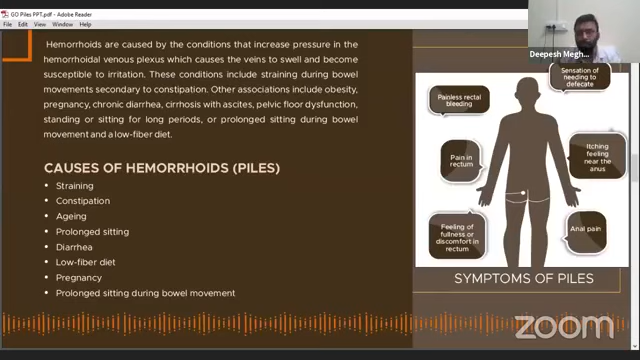 GO Piles PPT.pdf - Adobe Reader
File Edit View Window Help
Hemorrhoids are caused by the conditions that increase pressure in the
hemorrhoidal venous plexus which causes the veins to swell and become
susceptible to irritation. These conditions include straining during bowel
movements secondary to constipation. Other associations include obesity,
pregnancy, chronic diarrhea, cirrhosis with ascites, pelvic floor dysfunction,
standing or sitting for long periods, or prolonged sitting during bowel
movement and a low-fiber diet.
CAUSES OF HEMORRHOIDS (PILES)
• Straining
• Constipation
• Ageing
• Prolonged sitting
• Diarrhea
• Low-fiber diet
• Pregnancy
• Prolonged sitting during bowel movement
Deepesh Megh...
Sensation of
needing to
defecate
Painless rectal
bleeding
Itching
feeling near
the anus
Pain in
rectum
Feeling of
fullness or
discomfort in
rectum
Anal pain
SYMPTOMS OF PILES
zoom